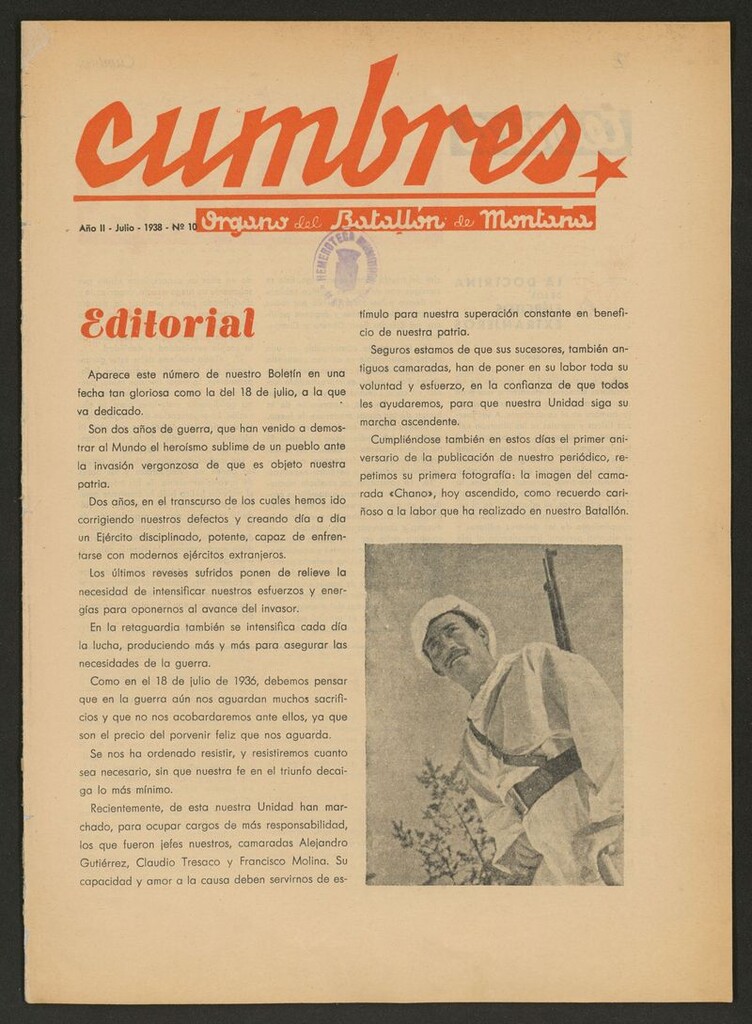 cumbres
Año II - Julio - 1938 - Nº 10
Organo del Batallón de Montaña
HEMEROTECA MUNICIPAL
Editorial
Aparece este número de nuestro Boletín en una
fecha tan gloriosa como la del 18 de julio, a la que
va dedicado.
Son dos años de guerra, que han venido a demos-
trar al Mundo el heroísmo sublime de un pueblo ante
la invasión vergonzosa de que es objeto nuestra
patria.
Dos años, en el transcurso de los cuales hemos ido
corrigiendo nuestros defectos y creando día a día
un Ejército disciplinado, potente, capaz de enfren-
tarse con modernos ejércitos extranjeros.
Los últimos reveses sufridos ponen de relieve la
necesidad de intensificar nuestros esfuerzos y ener-
gías para oponernos al avance del invasor.
En la retaguardia también se intensifica cada día
la lucha, produciendo más y más para asegurar las
necesidades de la guerra.
Como en el 18 de julio de 1936, debemos pensar
que en la guerra aún nos aguardan muchos sacrifi-
cios y que no nos acobardaremos ante ellos, ya que
son el precio del porvenir feliz que nos aguarda.
Se nos ha ordenado resistir, y resistiremos cuanto
sea necesario, sin que nuestra fe en el triunfo decai-
ga lo más mínimo.
Recientemente, de esta nuestra Unidad han mar-
chado, para ocupar cargos de más responsabilidad,
los que fueron jefes nuestros, camaradas Alejandro
Gutiérrez, Claudio Tresaco y Francisco Molina. Su
capacidad y amor a la causa deben servirnos de es-
tímulo para nuestra superación constante en benefi-
cio de nuestra patria.
Seguros estamos de que sus sucesores, también an-
tiguos camaradas, han de poner en su labor toda su
voluntad y esfuerzo, en la confianza de que todos
les ayudaremos, para que nuestra Unidad siga su
marcha ascendente.
Cumpliéndose también en estos días el primer ani-
versario de la publicación de nuestro periódico, re-
petimos su primera fotografía: la imagen del cama-
rada «Chano», hoy ascendido, como recuerdo cari-
ñoso a la labor que ha realizado en nuestro Batallón.